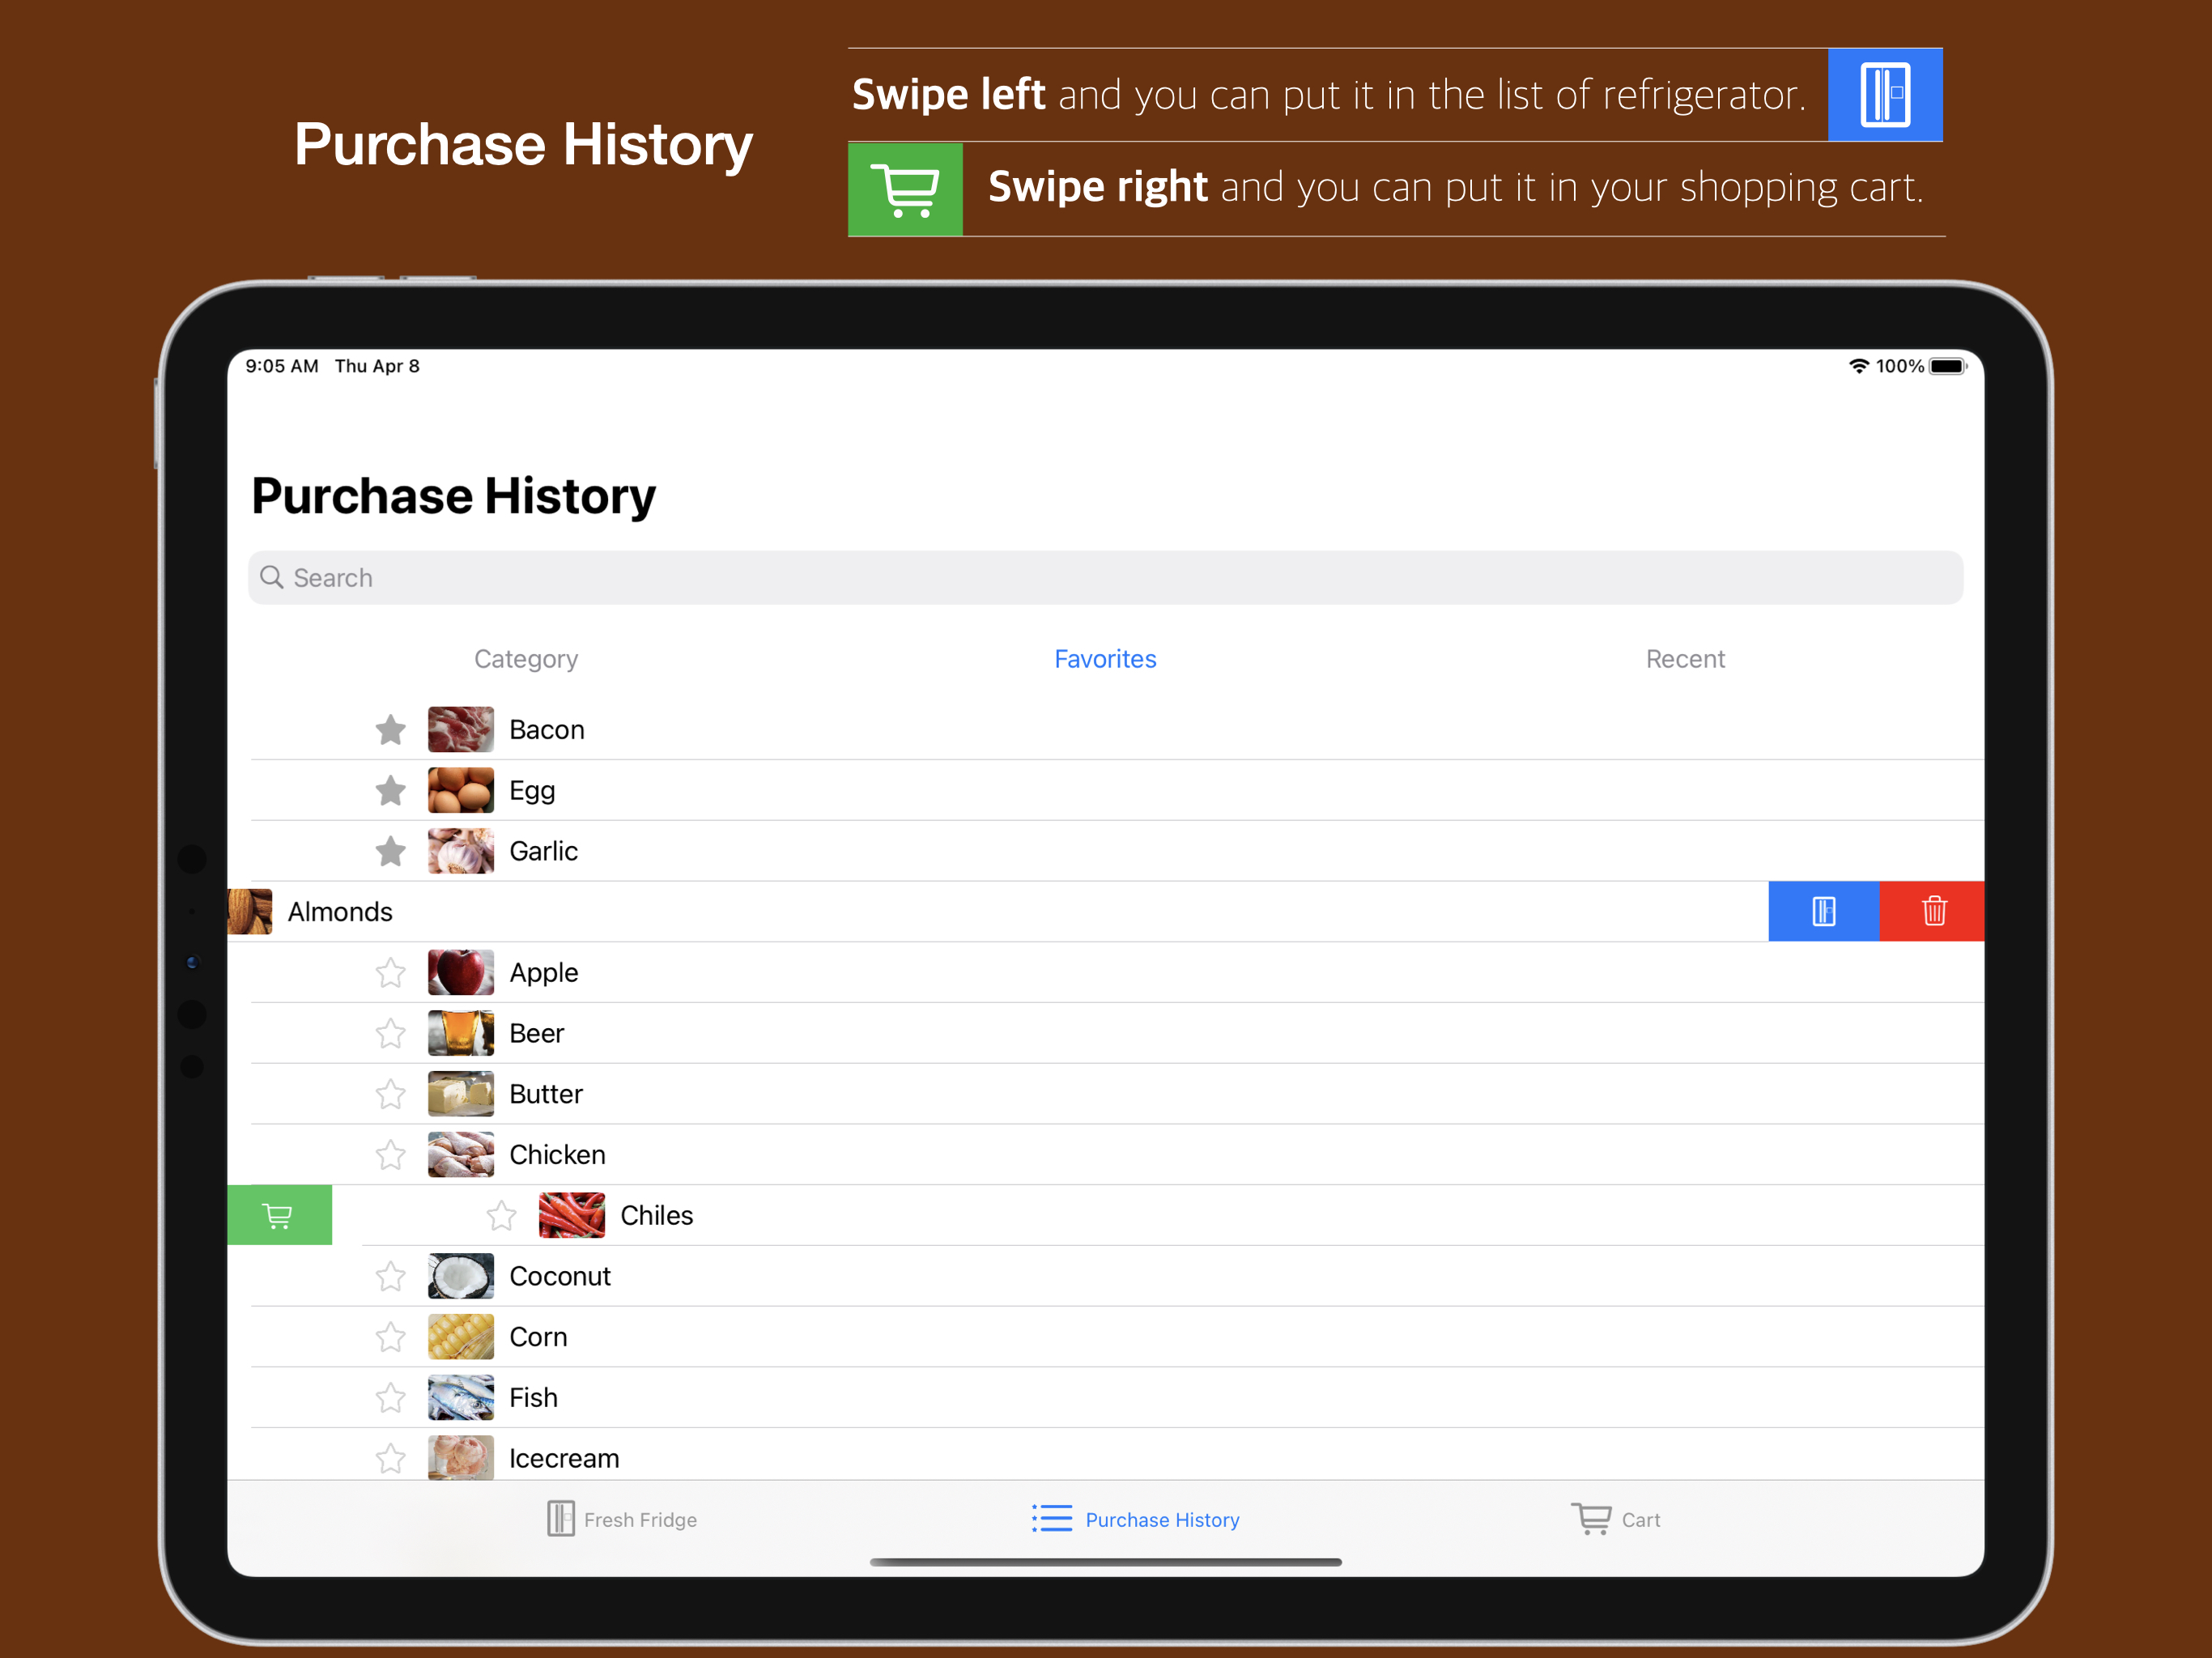 Purchase History
Swipe left and you can put it in the list of refrigerator.
Swipe right and you can put it in your shopping cart.
9:05 AM Thu Apr 8
100%
Purchase History
Search
Category Favorites Recent
Bacon
Egg
Garlic
Almonds
Apple
Beer
Butter
Chicken
Chiles
Coconut
Corn
Fish
Icecream
Fresh Fridge Purchase History Cart